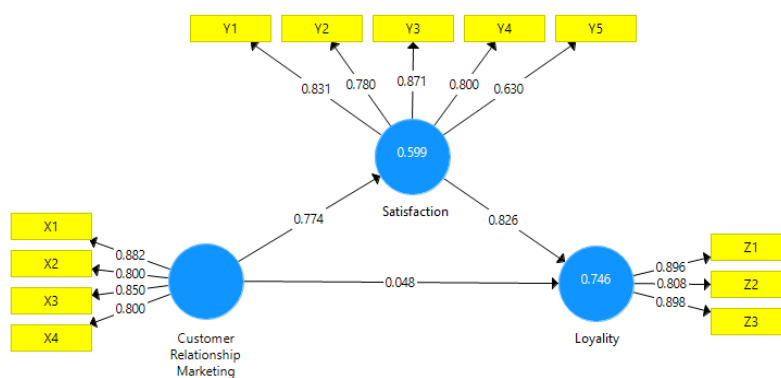 Y1 Y2 Y3 Y4 Y5
0.831 0.780 0.871 0.800 0.630
0.599
Satisfaction
0.774 0.826
X1
X2
X3
X4
0.882
0.800
0.850
0.800
Customer
Relationship
Marketing
0.048
0.746
Loyality
0.896
0.808
0.898
Z1
Z2
Z3